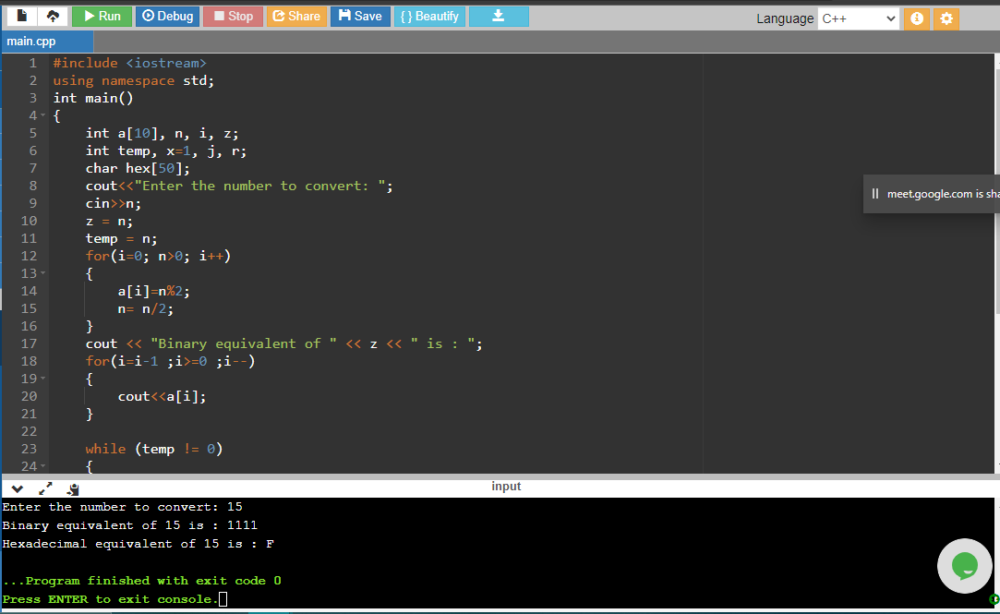 Run Debug Stop Share Save { } Beautify Language C++
main.cpp
1 #include <iostream>
2 using namespace std;
3 int main()
4 {
5 int a[10], n, i, z;
6 int temp, x=1, j, r;
7 char hex[50];
8 cout<<"Enter the number to convert: ";
9 cin>>n;
10 z = n;
11 temp = n;
12 for(i=0; n>0; i++)
13 {
14 a[i]=n%2;
15 n= n/2;
16 }
17 cout << "Binary equivalent of " << z << " is : ";
18 for(i=i-1 ;i>=0 ;i--)
19 {
20 cout<<a[i];
21 }
22
23 while (temp != 0)
24 {
meet.google.com is sha
input
Enter the number to convert: 15
Binary equivalent of 15 is : 1111
Hexadecimal equivalent of 15 is : F
...Program finished with exit code 0
Press ENTER to exit console.